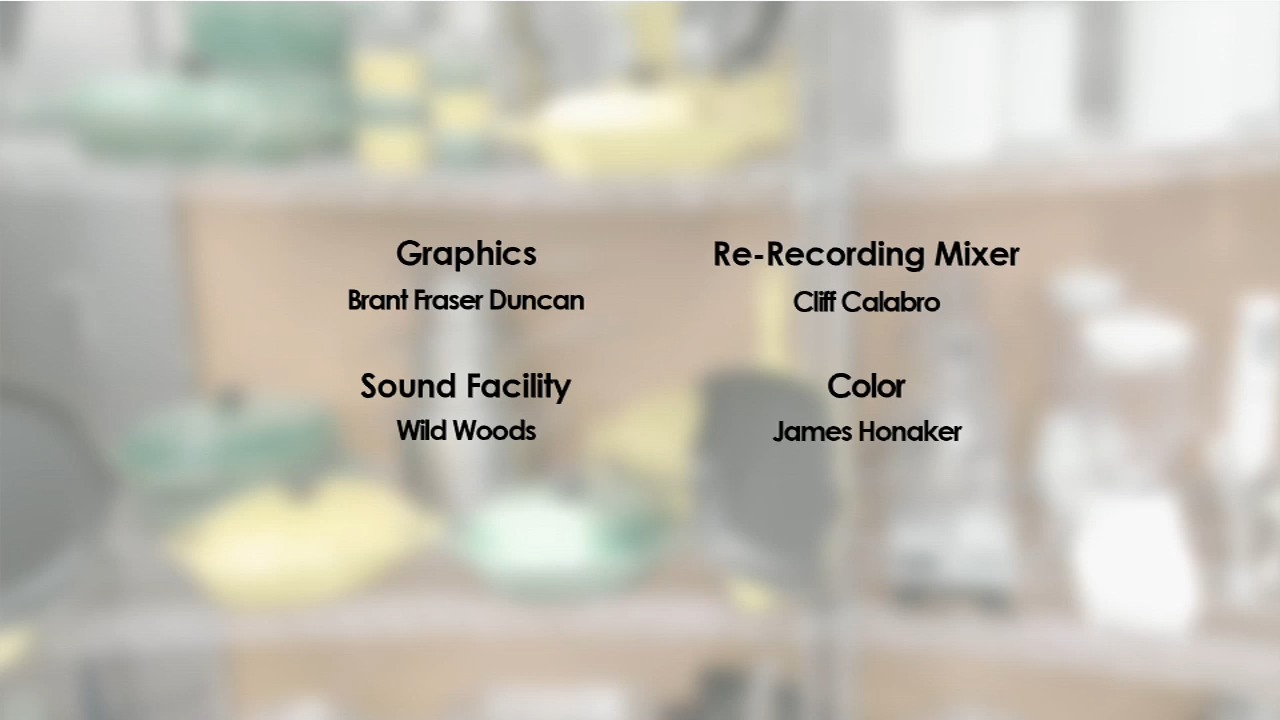 Graphics
Brant Fraser Duncan
Re-Recording Mixer
Cliff Calabro
Sound Facility
Wild Woods
Color
James Honaker